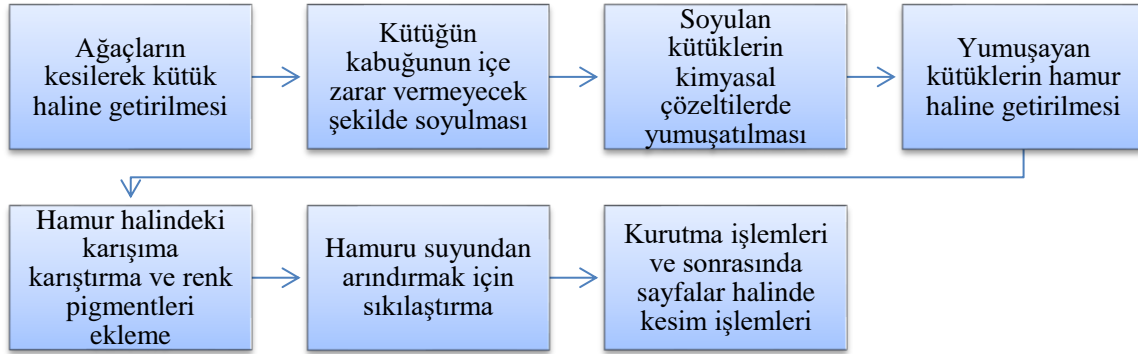 Ağaçların
kesilerek kütük
haline getirilmesi
Kütüğün
kabuğunun içe
zarar vermeyecek
şekilde soyulması
Soyulan
kütüklerin
kimyasal
çözeltilerde
yumuşatılması
Yumuşayan
kütüklerin hamur
haline getirilmesi
Hamur halindeki
karışıma
karıştırma ve renk
pigmentleri
ekleme
Hamuru suyundan
arındırmak için
sıkılaştırma
Kurutma işlemleri
ve sonrasında
sayfalar halinde
kesim işlemleri